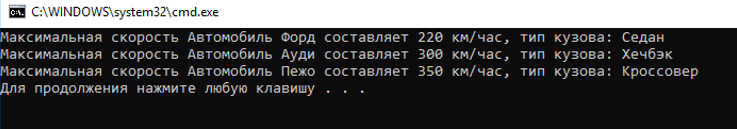 C:\WINDOWS\system32\cmd.exe
Максимальная скорость Автомобиль Форд составляет 220 км/час, тип кузова: Седан
Максимальная скорость Автомобиль Ауди составляет 300 км/час, тип кузова: Хечбэк
Максимальная скорость Автомобиль Пежо составляет 350 км/час, тип кузова: Кроссовер
Для продолжения нажмите любую клавишу . . .